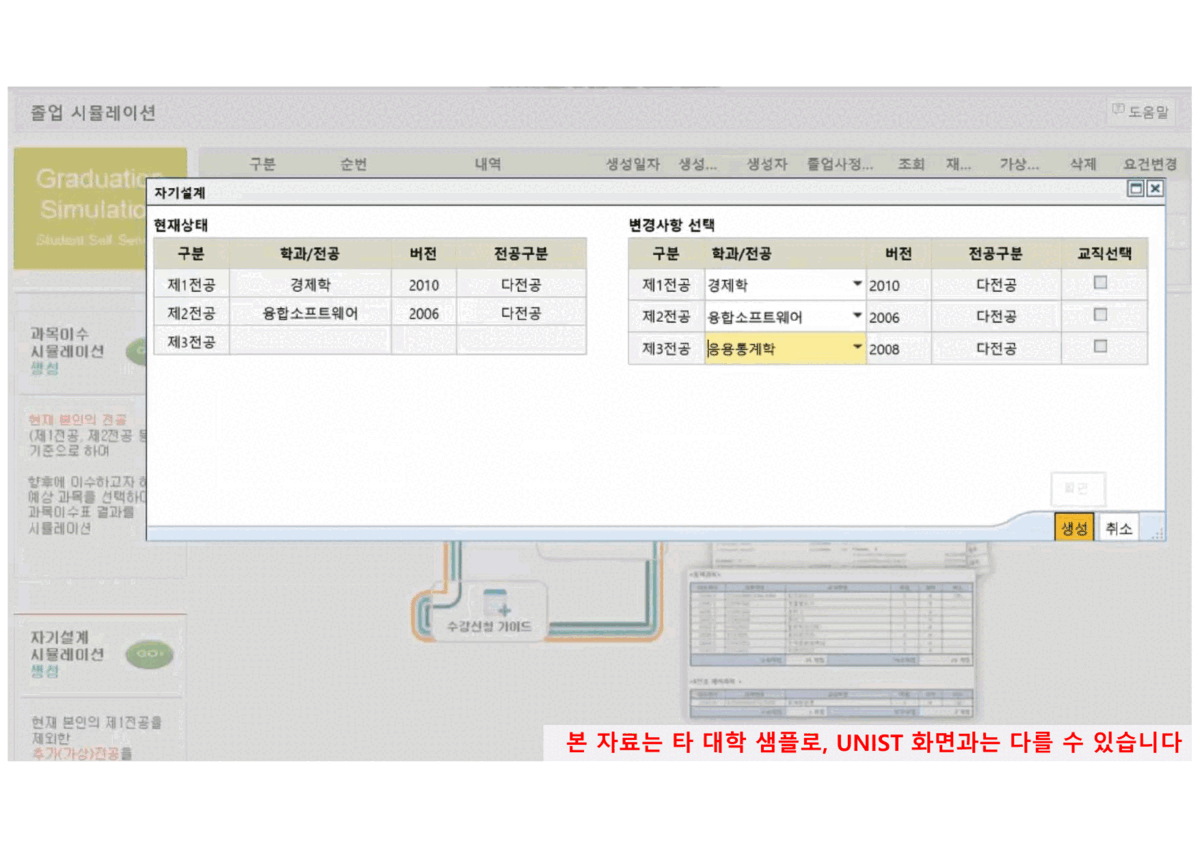 졸업 시뮬레이션
도움말
구분 순번 내역 생성일자 생성... 생성자 졸업사정... 조회 재... 가상... 삭제 요건변경
Graduatio
Simulatio
Student Self Serv
자기설계
현재상태
구분 학과/전공 버전 전공구분
제1전공 경제학 2010 다전공
제2전공 융합소프트웨어 2006 다전공
제3전공
변경사항 선택
구분 학과/전공 버전 전공구분 교직선택
제1전공 경제학 2010 다전공
제2전공 융합소프트웨어 2006 다전공
제3전공 응용통계학 2008 다전공
생성 취소
과목이수
시뮬레이션
생성
현재 본인의 전공
(제1전공, 제2전공 등
기준으로 하여
향후에 이수하고자 하
예상 과목을 선택하여
과목이수표 결과를
시뮬레이션
수강신청 가이드
자기설계
시뮬레이션
생성
GO
현재 본인의 제1전공을
제외한
추가(가상)전공을
본 자료는 타 대학 샘플로, UNIST 화면과는 다를 수 있습니다